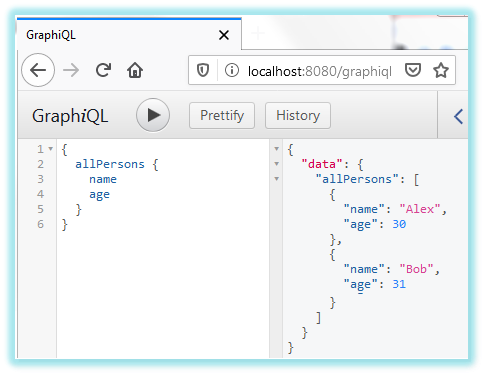 GraphiQL
localhost:8080/graphiql
GraphiQL Prettify History
1 {
2 allPersons {
3 name
4 age
5 }
6 }
{
"data": {
"allPersons": [
{
"name": "Alex",
"age": 30
},
{
"name": "Bob",
"age": 31
}
]
}
}